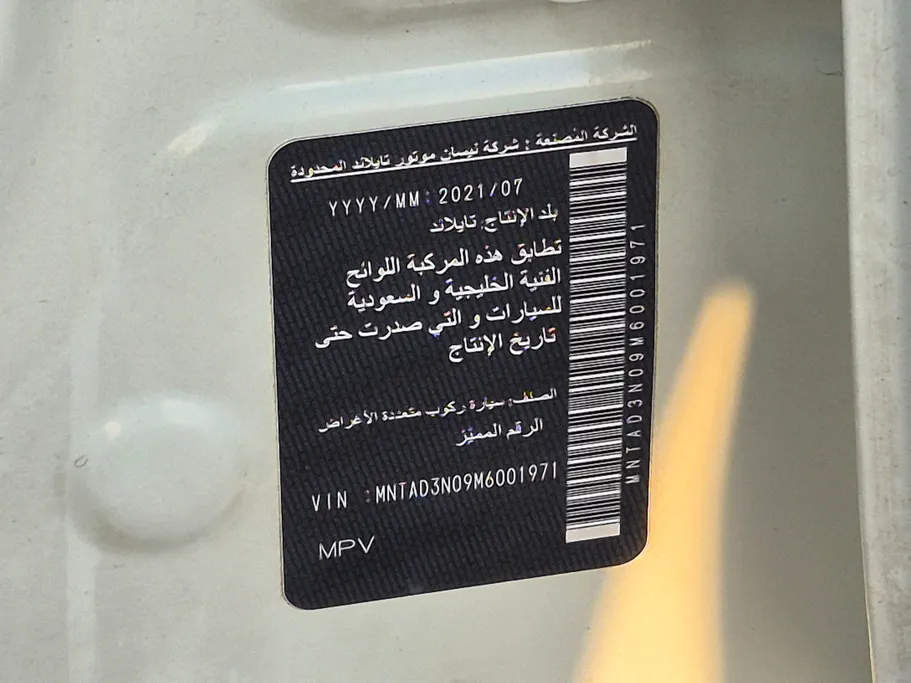 الشركة المصنعة : شركة نيسان موتور تايلاند المحدودة
YYYY/MM: 2021/07
بلد الإنتاج: تايلاند
تطابق هذه المركبة اللوائح
الفنية الخليجية و السعودية
للسيارات و التي صدرت حتى
تاريخ الإنتاج
الصنف: سيارة ركوب متعددة الأغراض
الرقم المميز
VIN :MNTAD3N09M6001971
MPV
MNTAD3N09M6001971